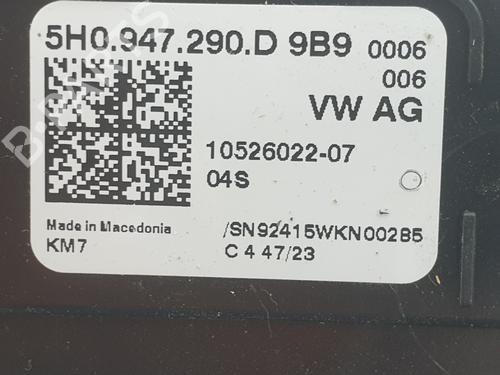 5H0.947.290.D 9B9 0006
006
VW AG
10526022-07
04S
Made in Macedonia
KM7
/SN92415WKN00285
C 4 47/23
B-PARTS